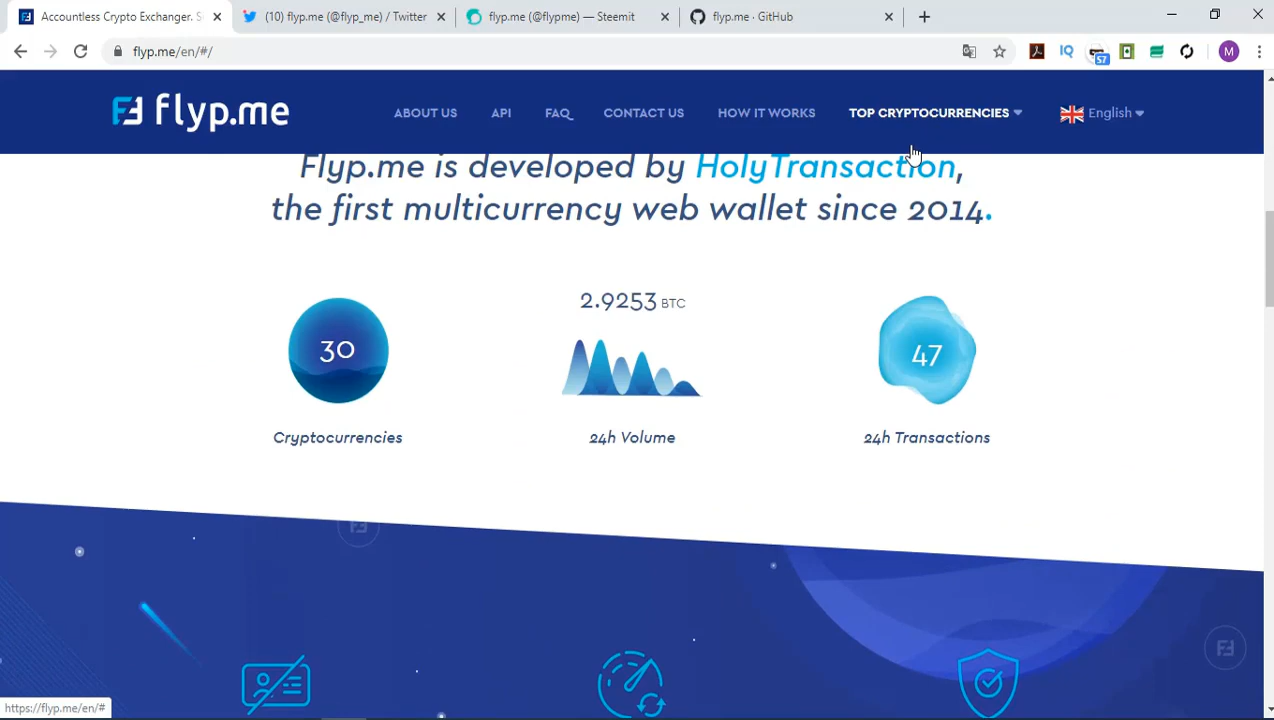 Accountless Crypto Exchanger. S
(10) flyp.me (@flyp_me) / Twitter
flyp.me (@flypme) — Steemit
flyp.me · GitHub
flyp.me/en/#/
57
M
flyp.me
ABOUT US
API
FAQ
CONTACT US
HOW IT WORKS
TOP CRYPTOCURRENCIES
English
Flyp.me is developed by HolyTransaction,
the first multicurrency web wallet since 2014.
30
Cryptocurrencies
2.9253 BTC
24h Volume
47
24h Transactions
https://flyp.me/en/#